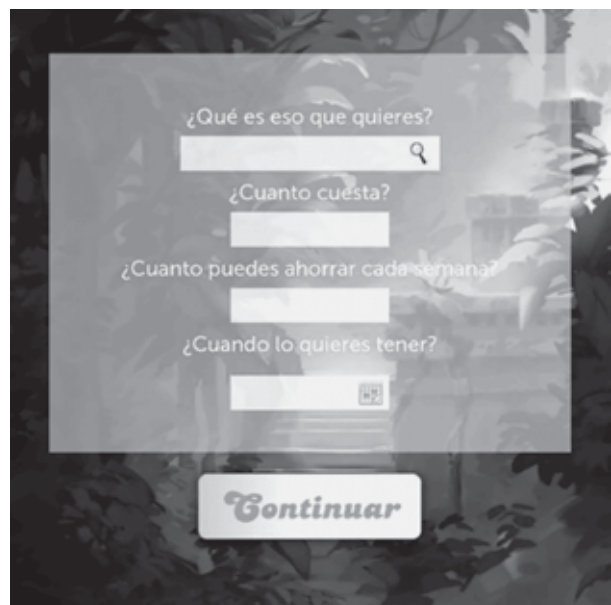 ¿Qué es eso que quieres?
¿Cuanto cuesta?
¿Cuanto puedes ahorrar cada semana?
¿Cuando lo quieres tener?
Continuar